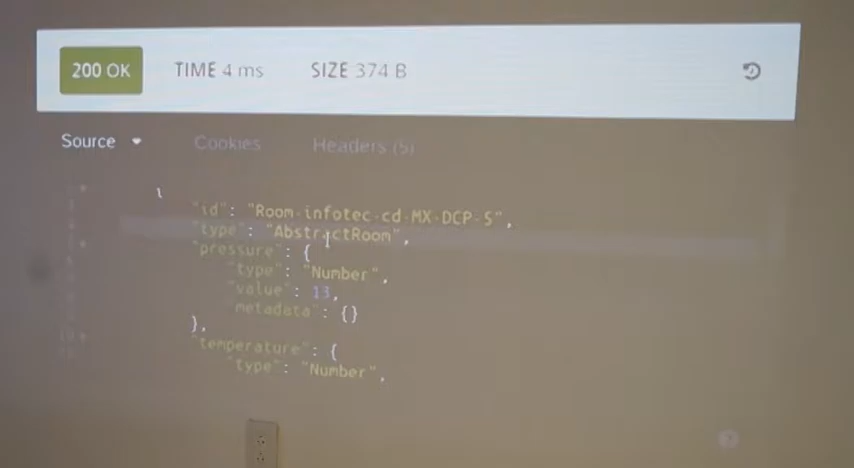 200 OK TIME 4 ms SIZE 374 B
Source Cookies Headers (5)
{
"id": "Room-infotec-cd-MX-DCP-S",
"type": "AbstractRoom",
"pressure": {
"type": "Number",
"value": 13,
"metadata": {}
},
"temperature": {
"type": "Number",